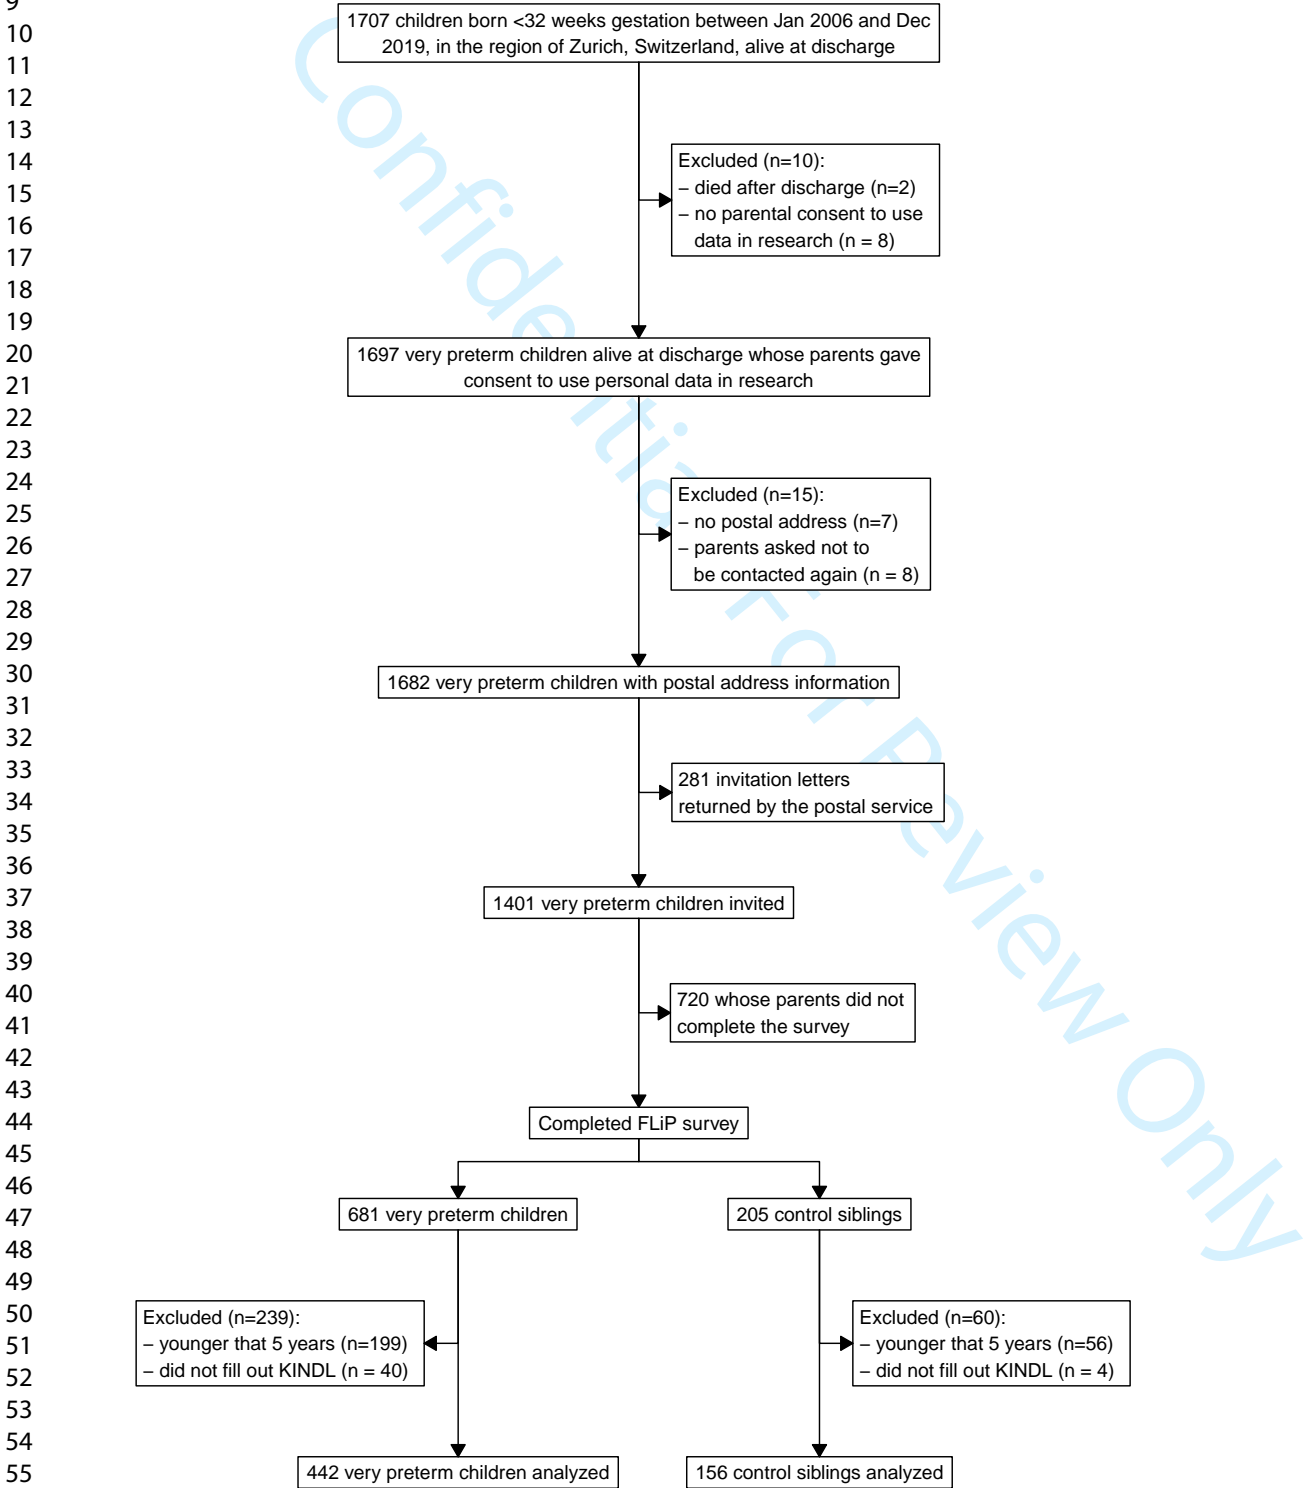 9
10
11
12
13
14
15
16
17
18
19
20
21
22
23
24
25
26
27
28
29
30
31
32
33
34
35
36
37
38
39
40
41
42
43
44
45
46
47
48
49
50
51
52
53
54
55
Confidential: For Review Only
1707 children born <32 weeks gestation between Jan 2006 and Dec
2019, in the region of Zurich, Switzerland, alive at discharge
Excluded (n=10):
– died after discharge (n=2)
– no parental consent to use
data in research (n = 8)
1697 very preterm children alive at discharge whose parents gave
consent to use personal data in research
Excluded (n=15):
– no postal address (n=7)
– parents asked not to
be contacted again (n = 8)
1682 very preterm children with postal address information
281 invitation letters
returned by the postal service
1401 very preterm children invited
720 whose parents did not
complete the survey
Completed FLiP survey
681 very preterm children
205 control siblings
Excluded (n=239):
– younger that 5 years (n=199)
– did not fill out KINDL (n = 40)
Excluded (n=60):
– younger that 5 years (n=56)
– did not fill out KINDL (n = 4)
442 very preterm children analyzed
156 control siblings analyzed